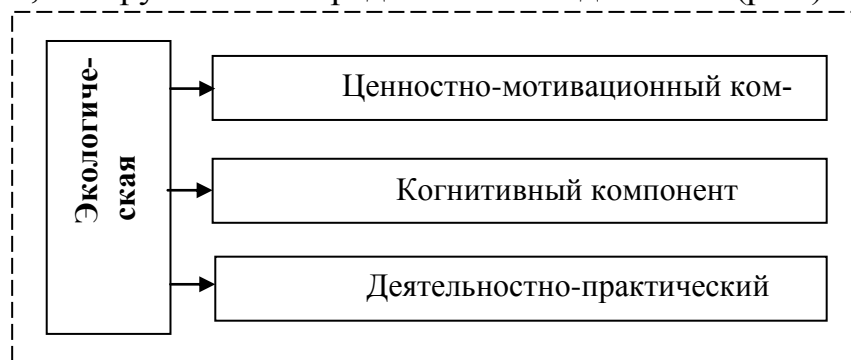 Экологиче-
ская
Ценностно-мотивационный ком-
Когнитивный компонент
Деятельностно-практический